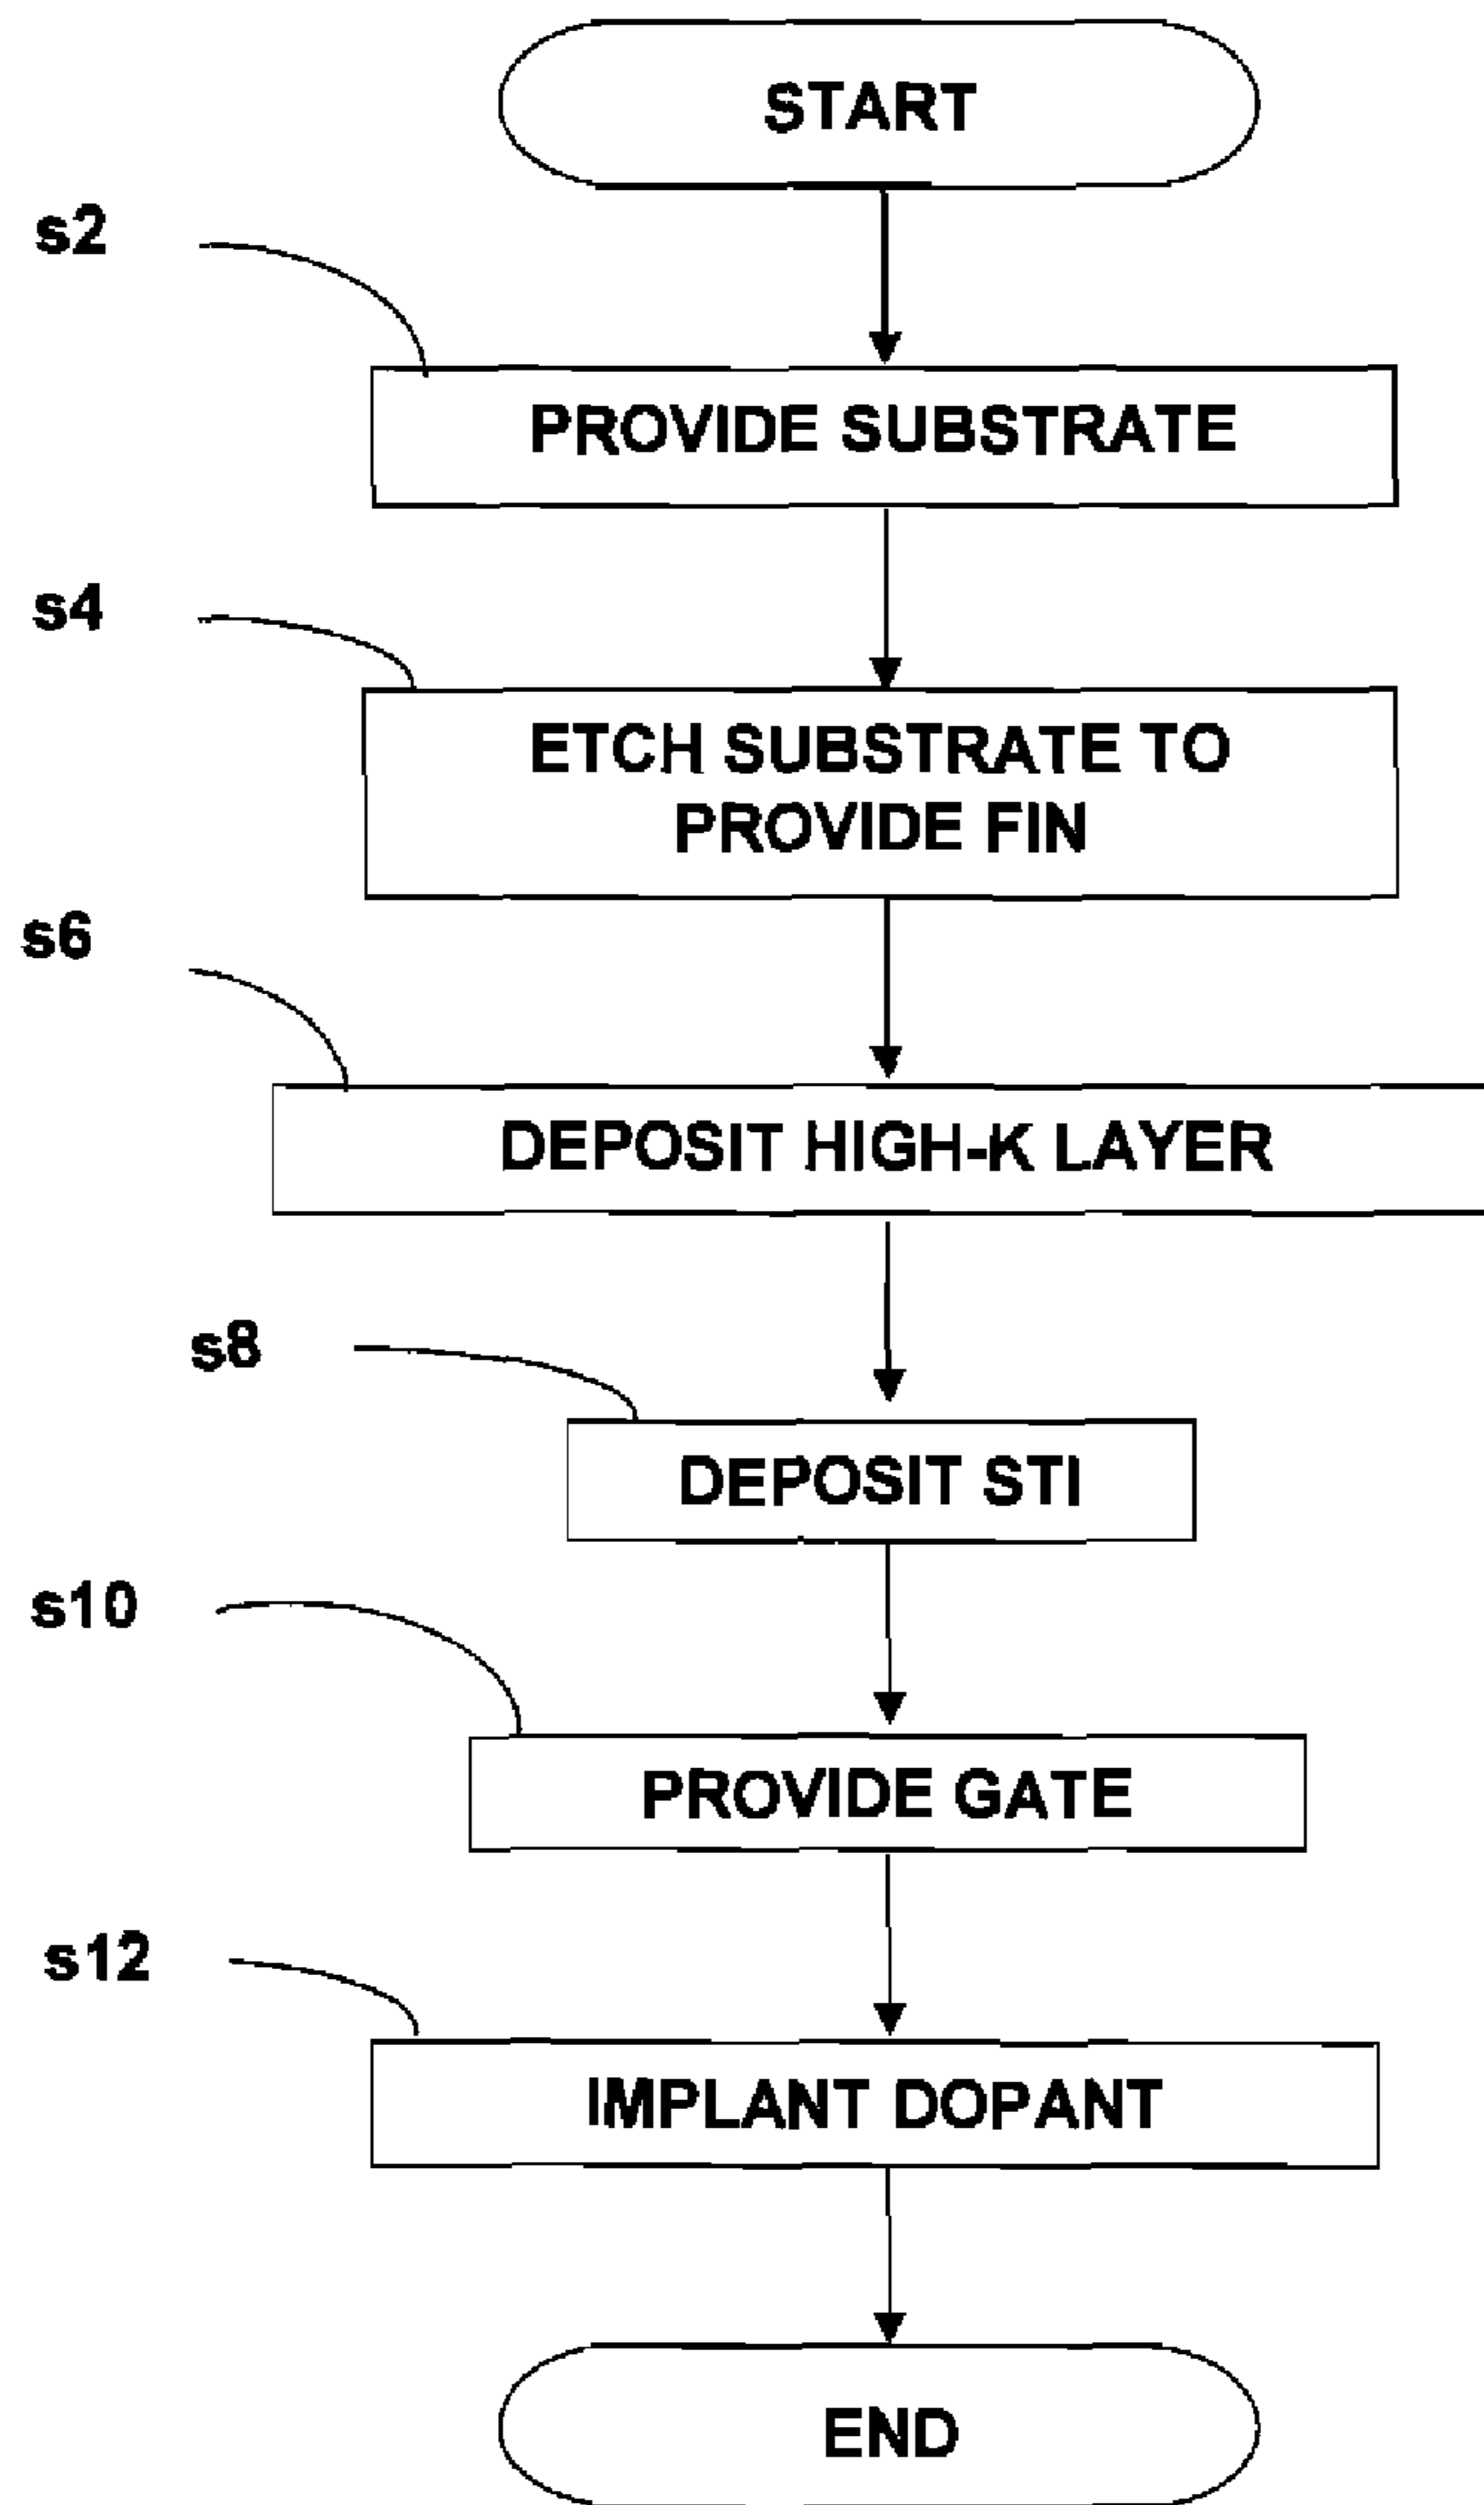 START
s2
PROVIDE SUBSTRATE
s4
ETCH SUBSTRATE TO
PROVIDE FIN
s6
DEPOSIT HIGH-K LAYER
s8
DEPOSIT STI
s10
PROVIDE GATE
s12
IMPLANT DOPANT
END